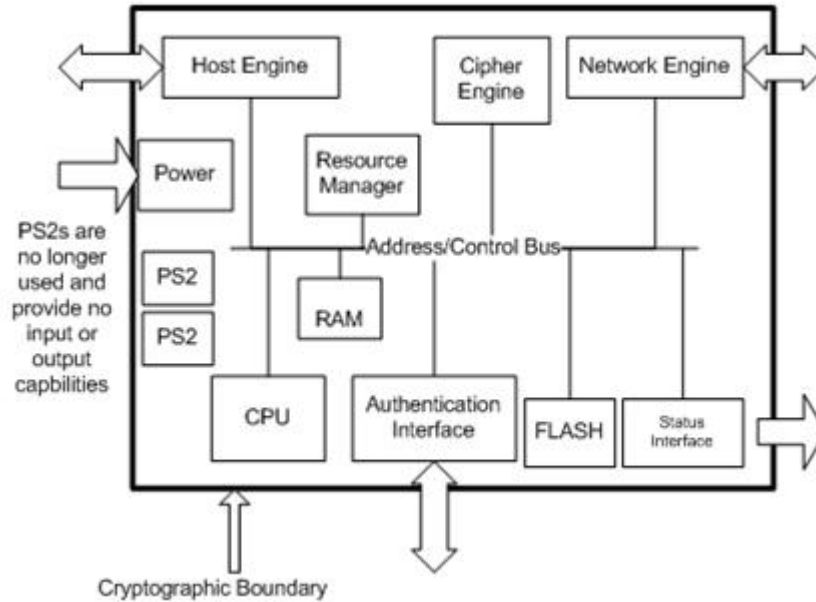 Host Engine
Cipher
Engine
Network Engine
Power
Resource
Manager
PS2s are
no longer
used and
provide no
input or
output
capbilities
Address/Control Bus
PS2
PS2
RAM
CPU
Authentication
Interface
FLASH
Status
Interface
Cryptographic Boundary